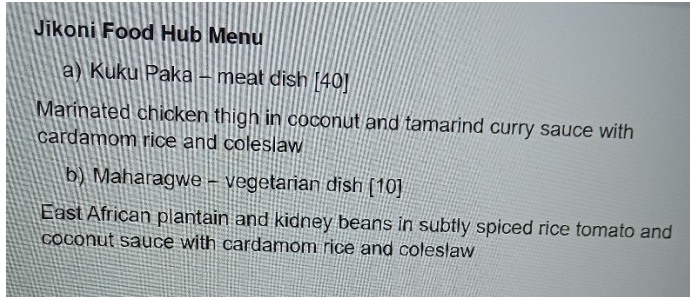 Jikoni Food Hub Menu
a) Kuku Paka – meat dish [40]
Marinated chicken thigh in coconut and tamarind curry sauce with
cardamom rice and coleslaw
b) Maharagwe – vegetarian dish [10]
East African plantain and kidney beans in subtly spiced rice tomato and
coconut sauce with cardamom rice and coleslaw